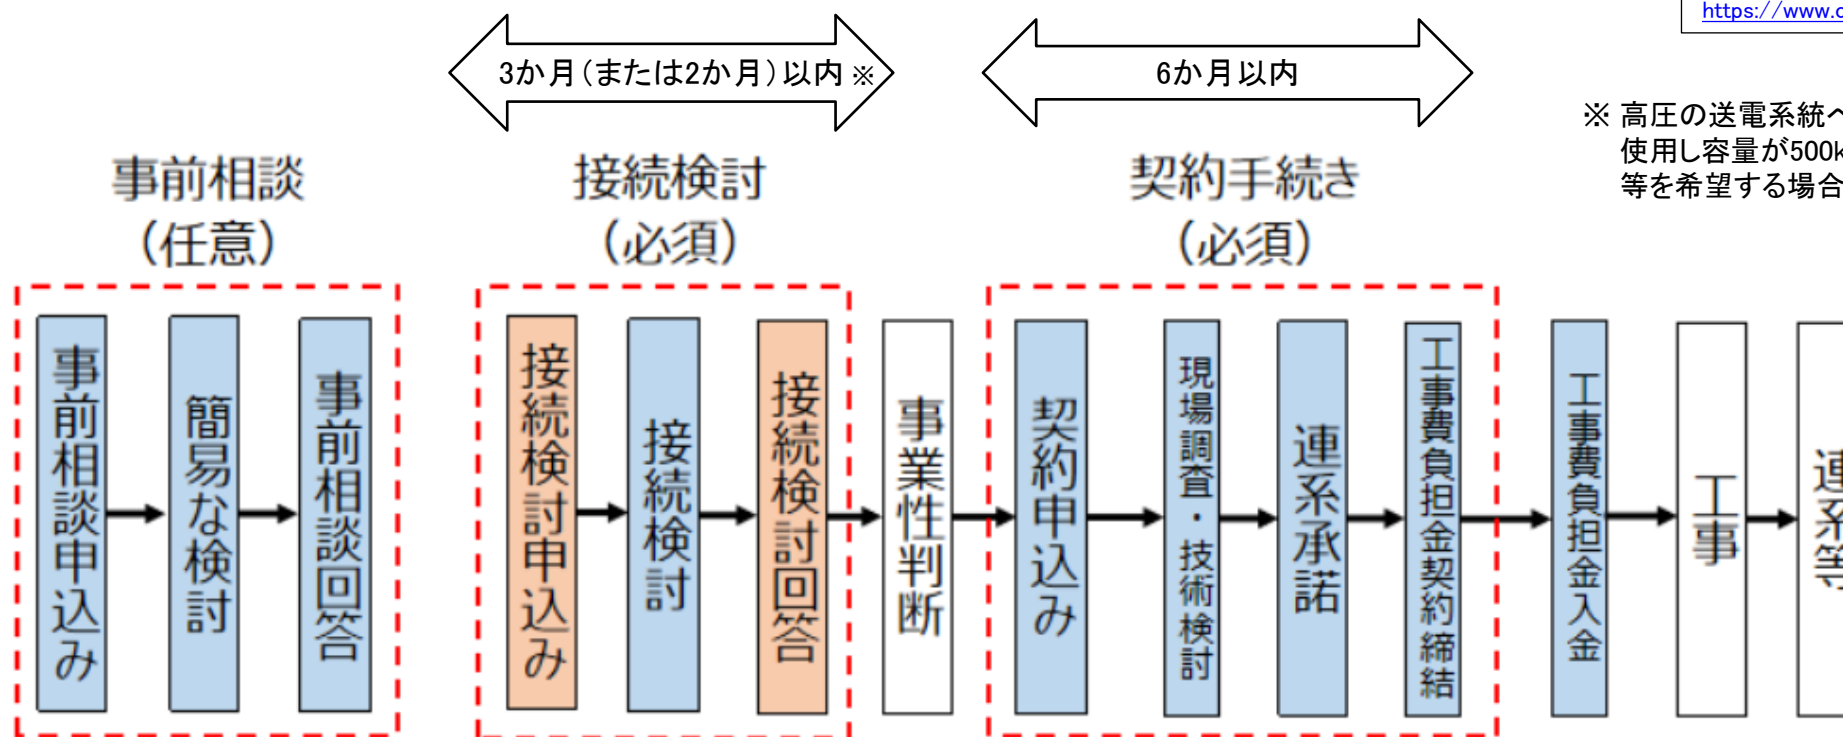 https://www.
3か月（または2か月）以内 ※
6か月以内
※ 高圧の送電系統へ
使用し容量が500k
等を希望する場合
事前相談
（任意）
接続検討
（必須）
契約手続き
（必須）
事前相談申込み
簡易な検討
事前相談回答
接続検討申込み
接続検討
接続検討回答
事業性判断
契約申込み
現場調査・技術検討
連系承諾
工事費負担金契約締結
工事費負担金入金
工事
連系等